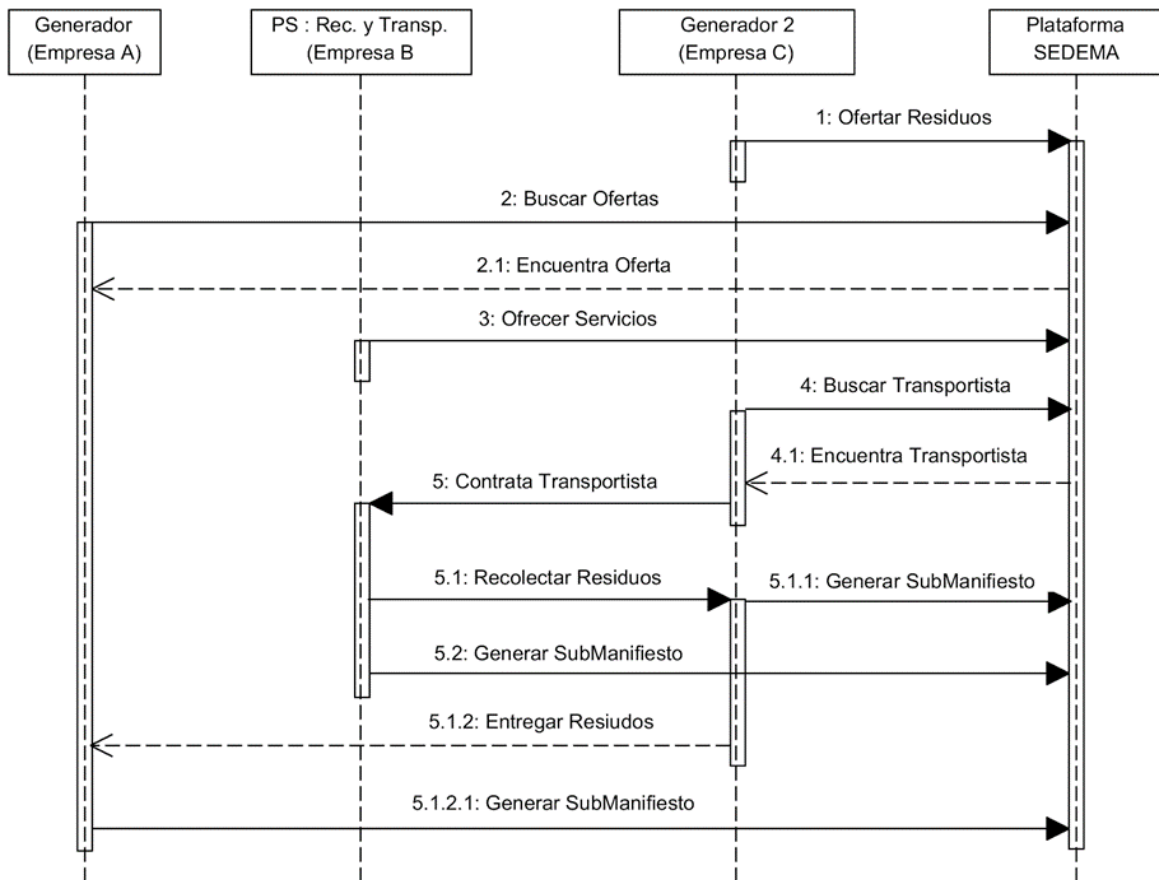 Generador
(Empresa A)
PS : Rec. y Transp.
(Empresa B
Generador 2
(Empresa C)
Plataforma
SEDEMA
1: Ofertar Residuos
2: Buscar Ofertas
2.1: Encuentra Oferta
3: Ofrecer Servicios
4: Buscar Transportista
4.1: Encuentra Transportista
5: Contrata Transportista
5.1: Recolectar Residuos
5.1.1: Generar SubManifiesto
5.2: Generar SubManifiesto
5.1.2: Entregar Resiudos
5.1.2.1: Generar SubManifiesto